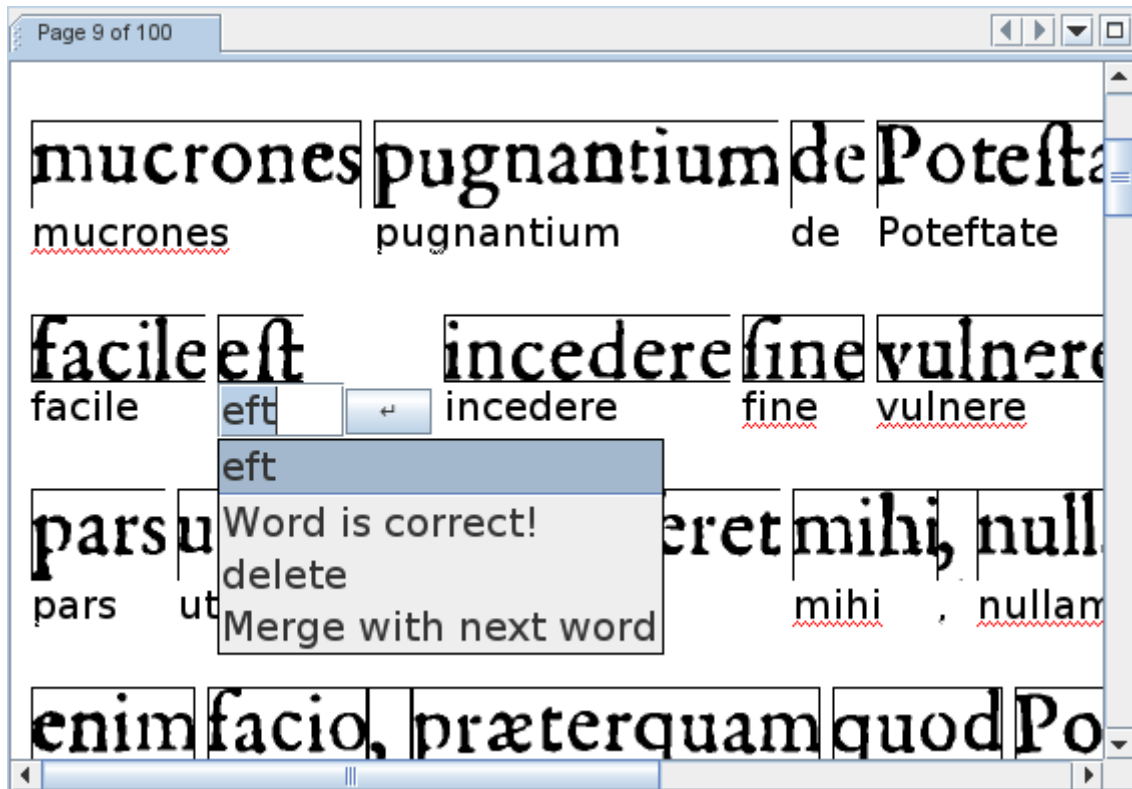 Page 9 of 100
mucrones pugnantium de Poteſta
mucrones pugnantium de Poteftate
facile eſt incedere ſine vulnere
facile eft ↵ incedere fine vulnere
eft
pars u eret mihi, null
Word is correct!
delete
pars ut mihi , nullam
Merge with next word
enim facio, præterquam quod Po